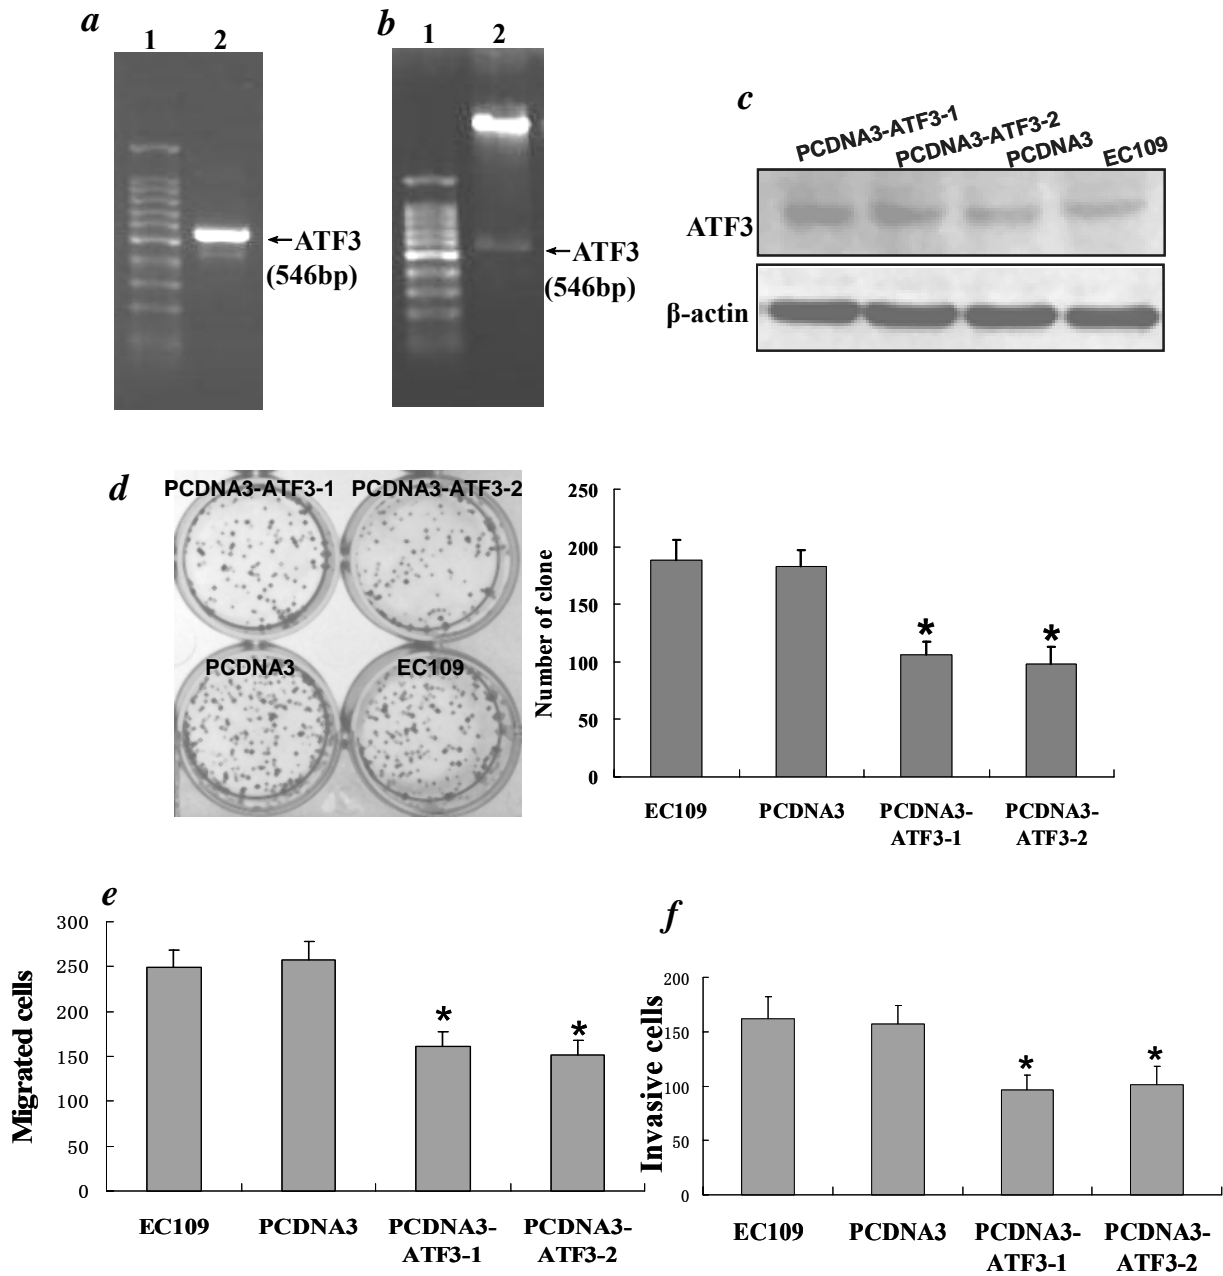 a
1 2
ATF3
(546bp)
b
1 2
ATF3
(546bp)
c
PCDNA3-ATF3-1
PCDNA3-ATF3-2
PCDNA3
EC109
ATF3
β-actin
d
PCDNA3-ATF3-1 PCDNA3-ATF3-2
PCDNA3 EC109
Number of clone
250
200
150
100
50
0
* *
EC109 PCDNA3 PCDNA3-ATF3-1 PCDNA3-ATF3-2
e
Migrated cells
300
250
200
150
100
50
0
* *
EC109 PCDNA3 PCDNA3-ATF3-1 PCDNA3-ATF3-2
f
Invasive cells
200
150
100
50
0
* *
EC109 PCDNA3 PCDNA3-ATF3-1 PCDNA3-ATF3-2